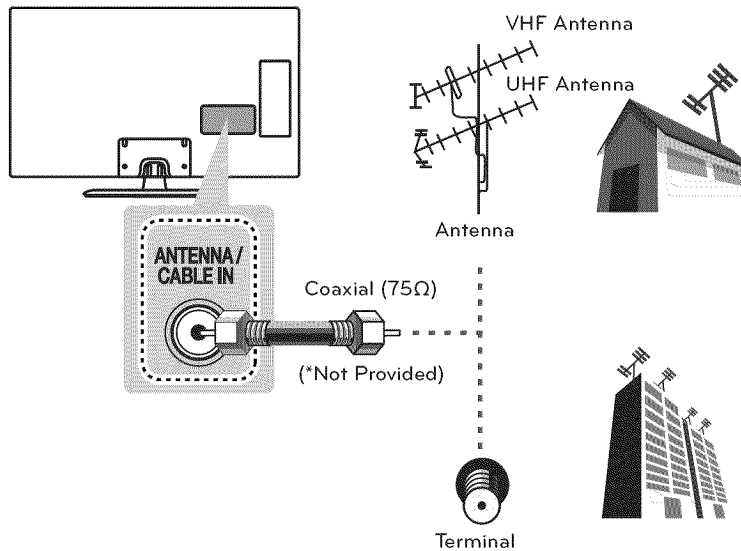 VHF Antenna
UHF Antenna
Antenna
ANTENNA /
CABLE IN
Coaxial (75Ω)
(*Not Provided)
Terminal